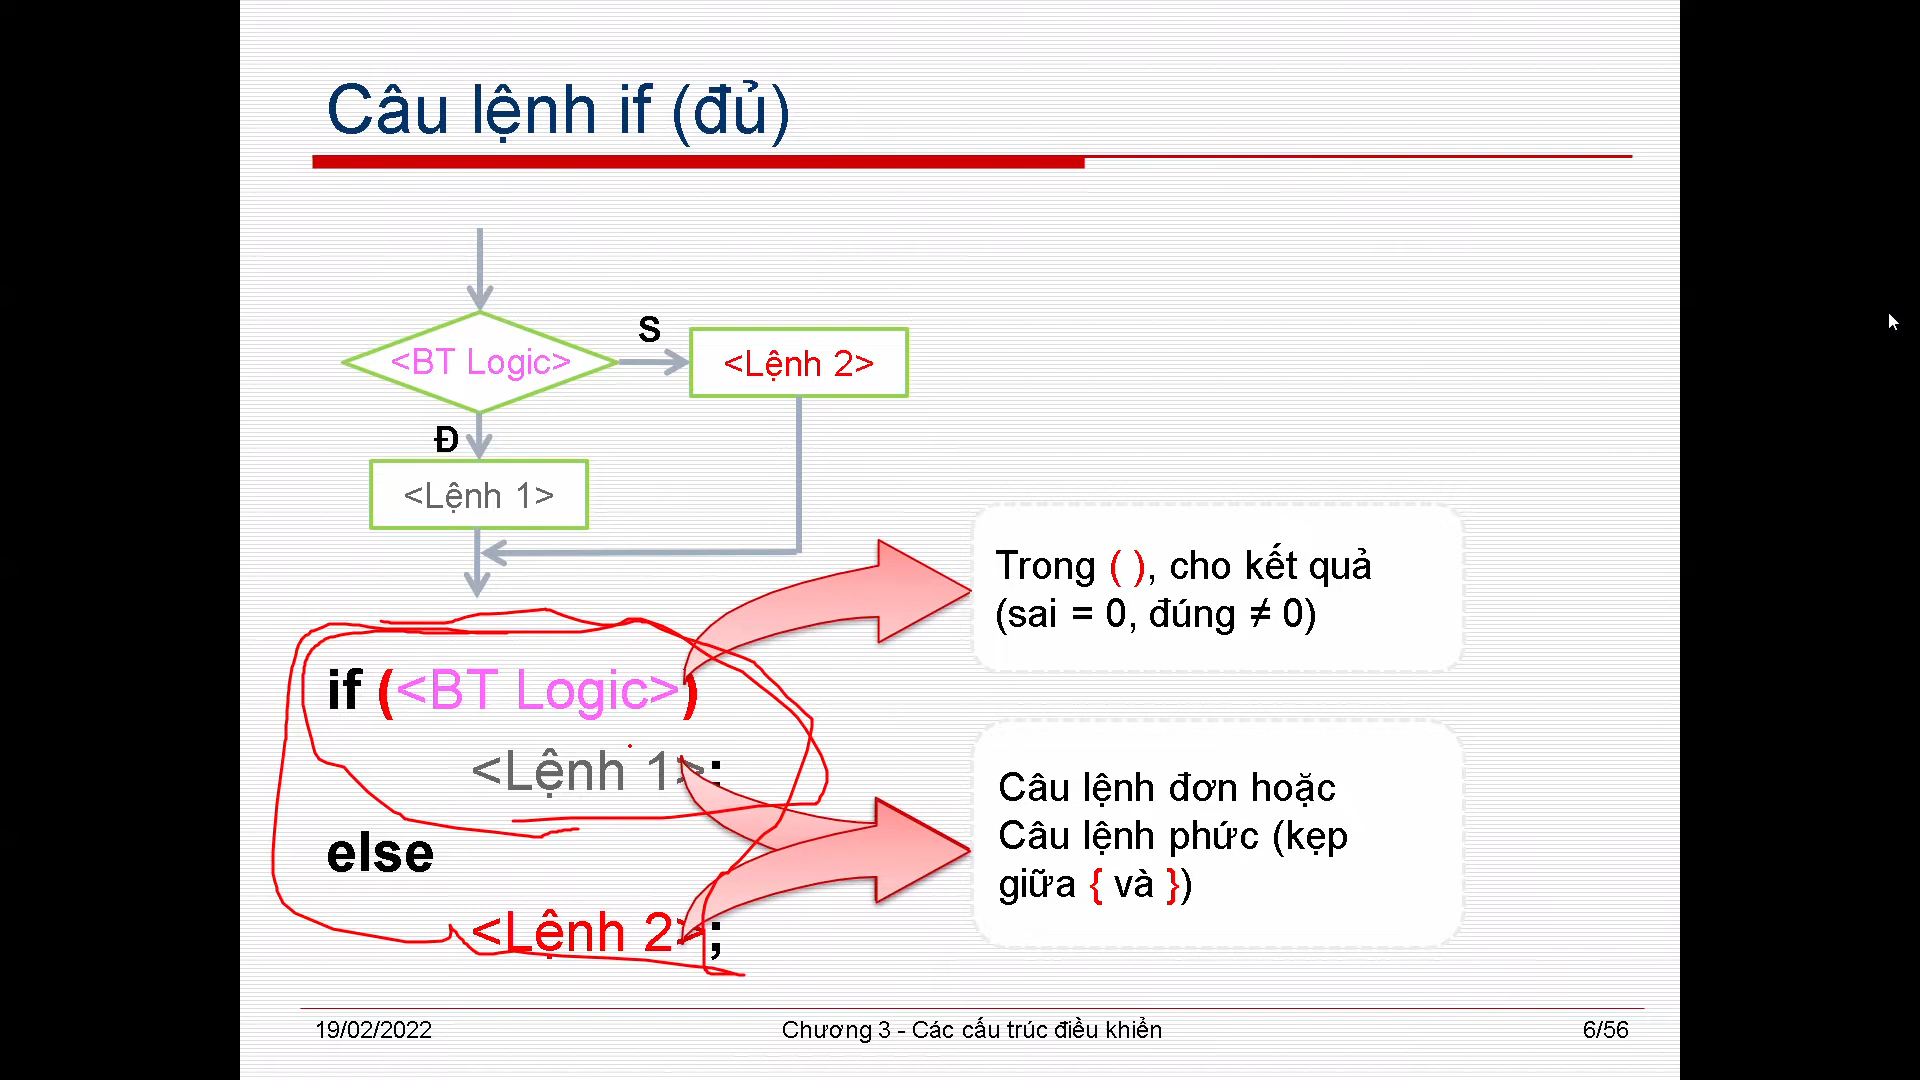 Câu lệnh if (đủ)
<BT Logic>
S
<Lệnh 2>
Đ
<Lệnh 1>
Trong ( ), cho kết quả
(sai = 0, đúng ≠ 0)
if (<BT Logic>)
<Lệnh 1>;
else
<Lệnh 2>;
Câu lệnh đơn hoặc
Câu lệnh phức (kẹp
giữa { và })
19/02/2022
Chương 3 - Các cấu trúc điều khiển
6/56